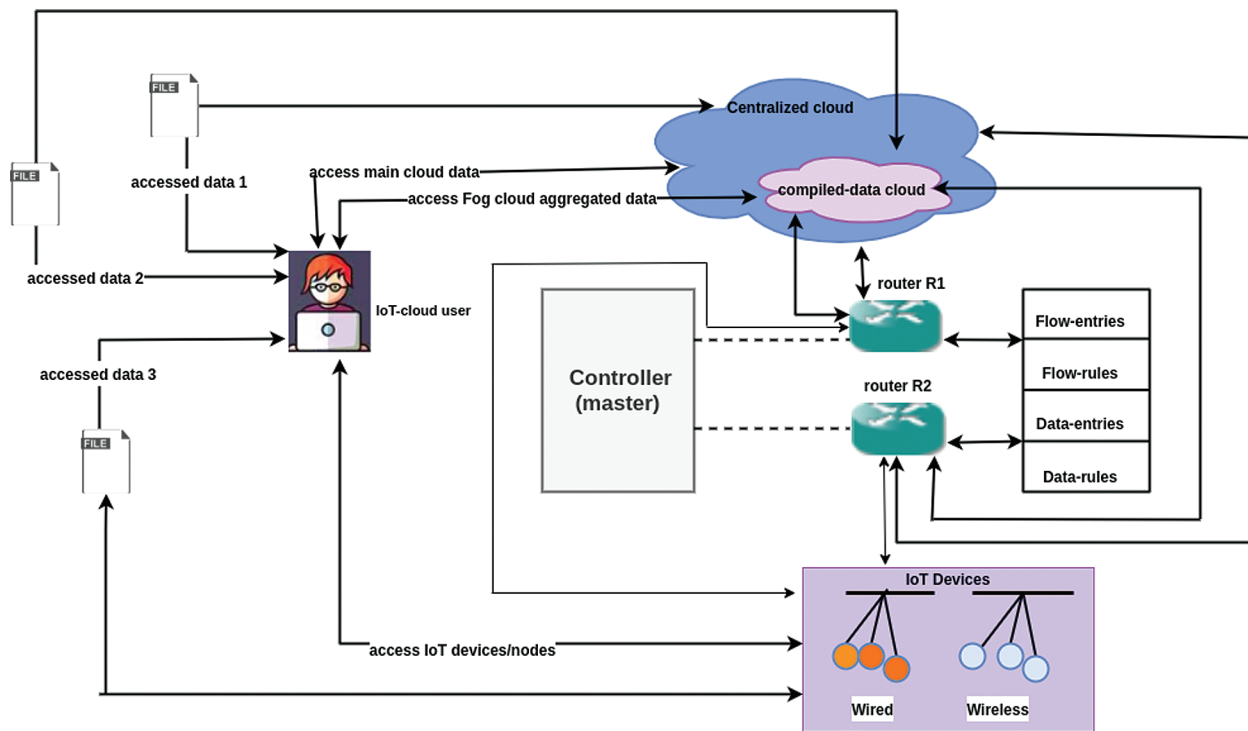 FILE
Centralized cloud
FILE
accessed data 1
access main cloud data
compiled-data cloud
access Fog cloud aggregated data
accessed data 2
router R1
IoT-cloud user
Flow-entries
accessed data 3
Controller
(master)
Flow-rules
router R2
Data-entries
FILE
Data-rules
IoT Devices
access IoT devices/nodes
Wired
Wireless